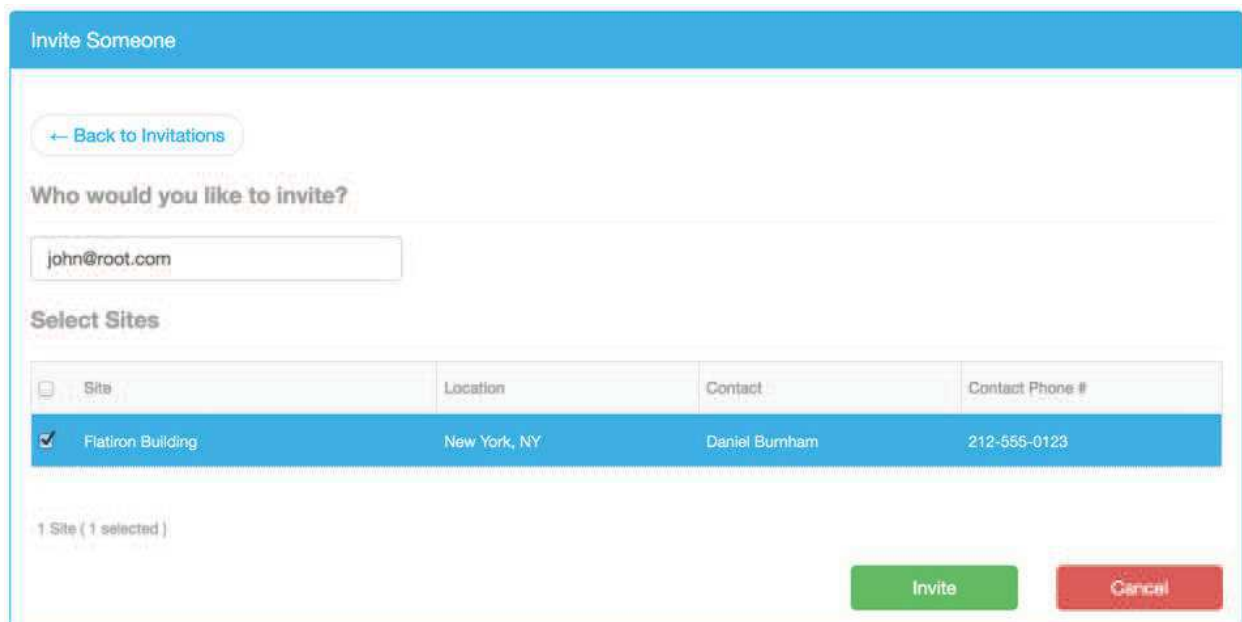 Invite Someone
← Back to Invitations
Who would you like to invite?
john@root.com
Select Sites
Site Location Contact Contact Phone #
Flatiron Building New York, NY Daniel Burnham 212-555-0123
1 Site ( 1 selected )
Invite Cancel